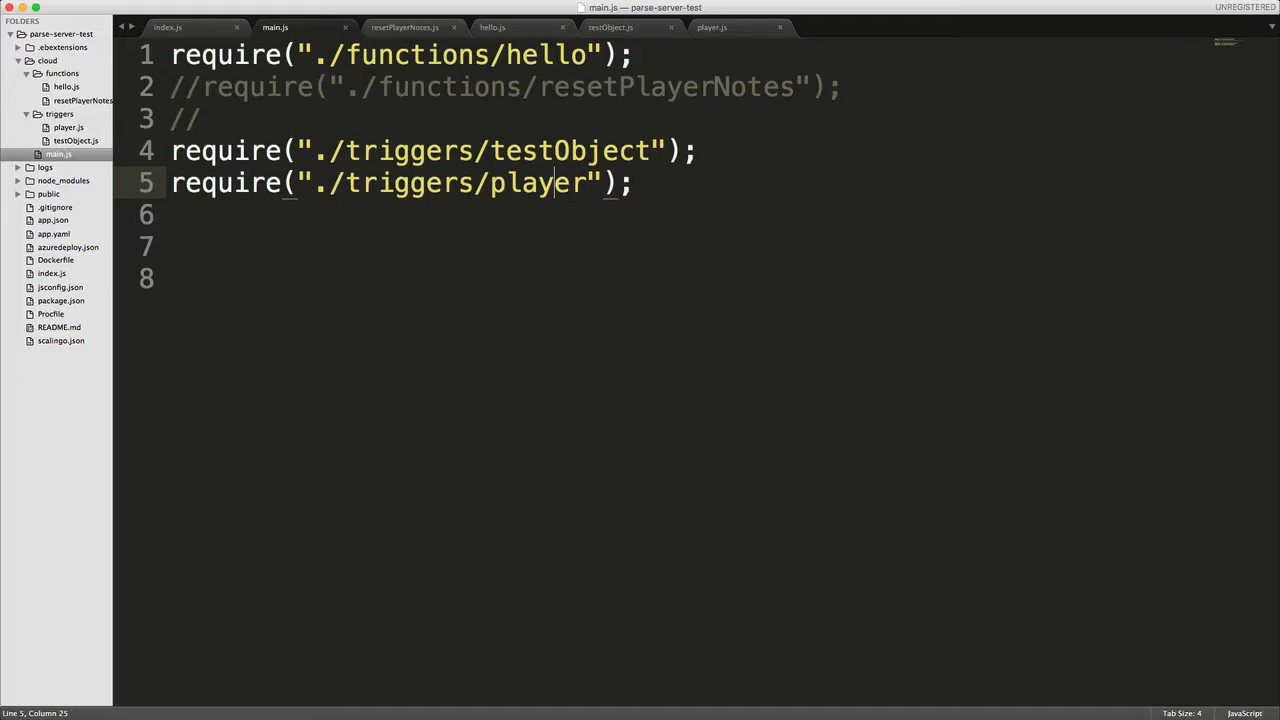 main.js — parse-server-test
UNREGISTERED
FOLDERS
parse-server-test
.ebextensions
cloud
functions
hello.js
resetPlayerNotes
triggers
player.js
testObject.js
main.js
logs
node_modules
public
.gitignore
app.json
app.yaml
azuredeploy.json
Dockerfile
index.js
jsconfig.json
package.json
Procfile
README.md
scalingo.json
index.js
main.js
resetPlayerNotes.js
hello.js
testObject.js
player.js
1 require("./functions/hello");
2 //require("./functions/resetPlayerNotes");
3 //
4 require("./triggers/testObject");
5 require("./triggers/player");
6
7
8
Line 5, Column 25
Tab Size: 4
JavaScript